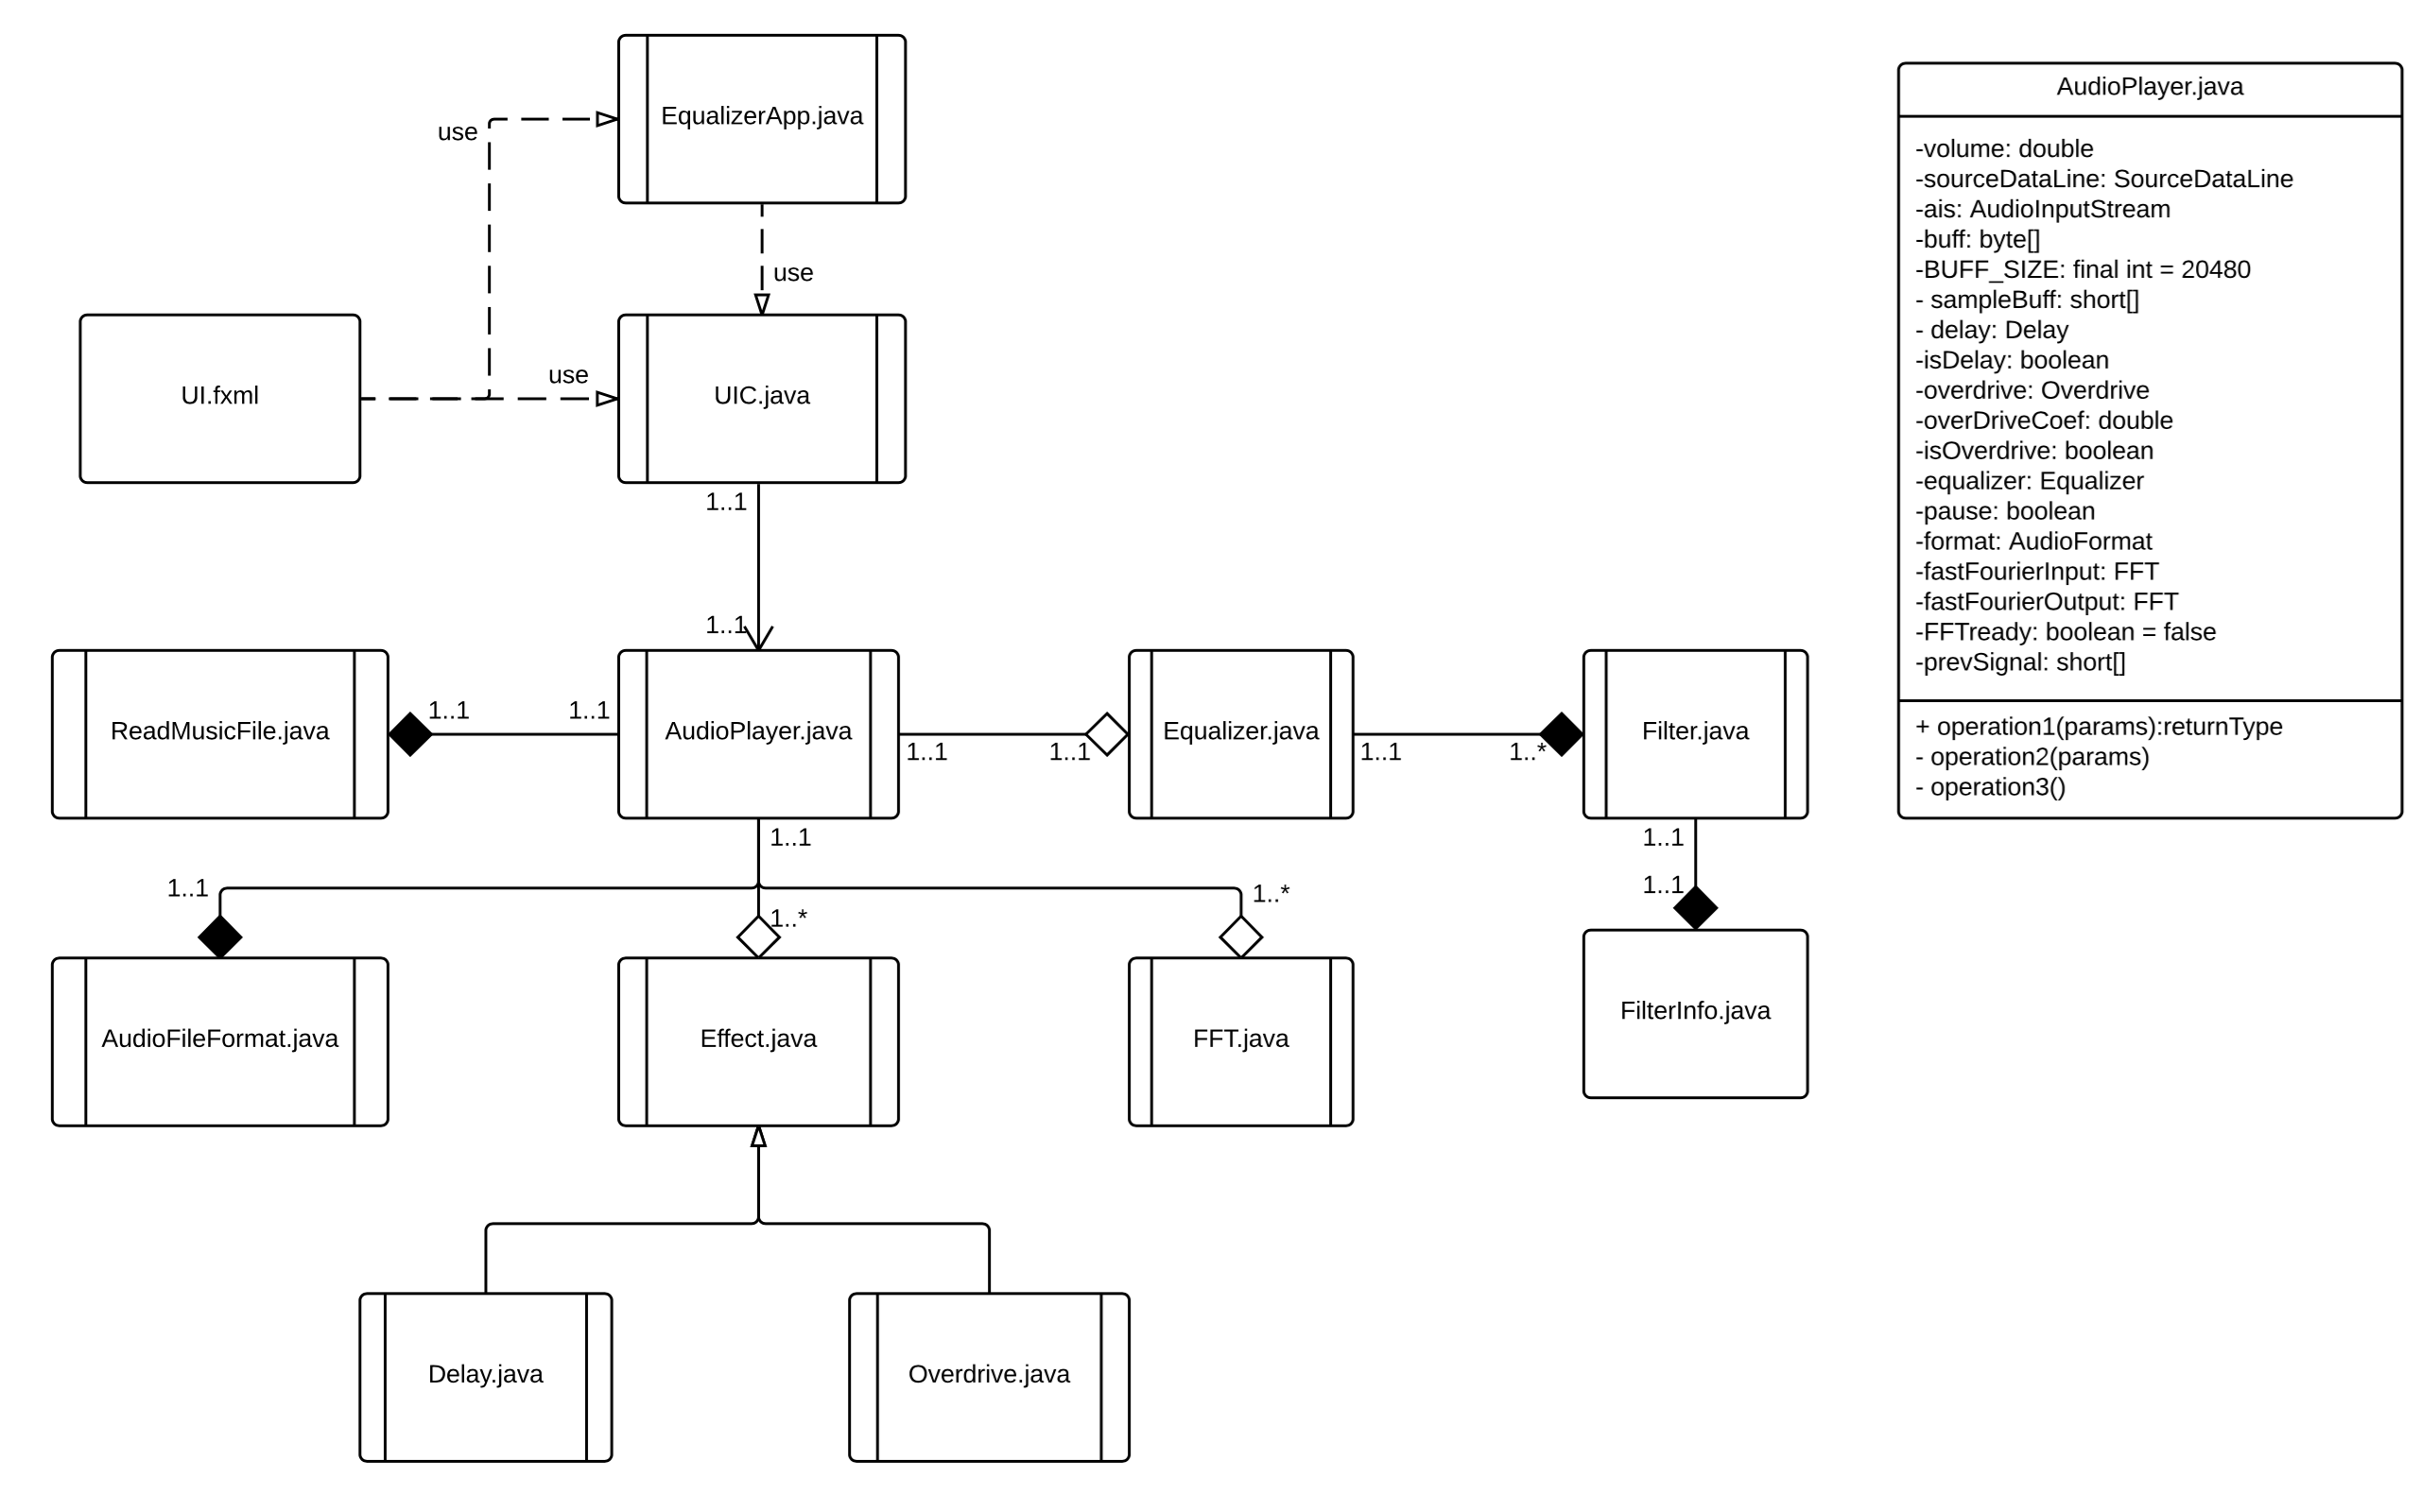 EqualizerApp.java
use
use
UI.fxml
use
UIC.java
1..1
1..1
ReadMusicFile.java
1..1
1..1
AudioPlayer.java
1..1
1..1
Equalizer.java
1..1
1..*
Filter.java
1..1
1..1
1..1
1..*
1..*
1..1
AudioFileFormat.java
Effect.java
FFT.java
FilterInfo.java
Delay.java
Overdrive.java
AudioPlayer.java
-volume: double
-sourceDataLine: SourceDataLine
-ais: AudioInputStream
-buff: byte[]
-BUFF_SIZE: final int = 20480
- sampleBuff: short[]
- delay: Delay
-isDelay: boolean
-overdrive: Overdrive
-overDriveCoef: double
-isOverdrive: boolean
-equalizer: Equalizer
-pause: boolean
-format: AudioFormat
-fastFourierInput: FFT
-fastFourierOutput: FFT
-FFTready: boolean = false
-prevSignal: short[]
+ operation1(params):returnType
- operation2(params)
- operation3()